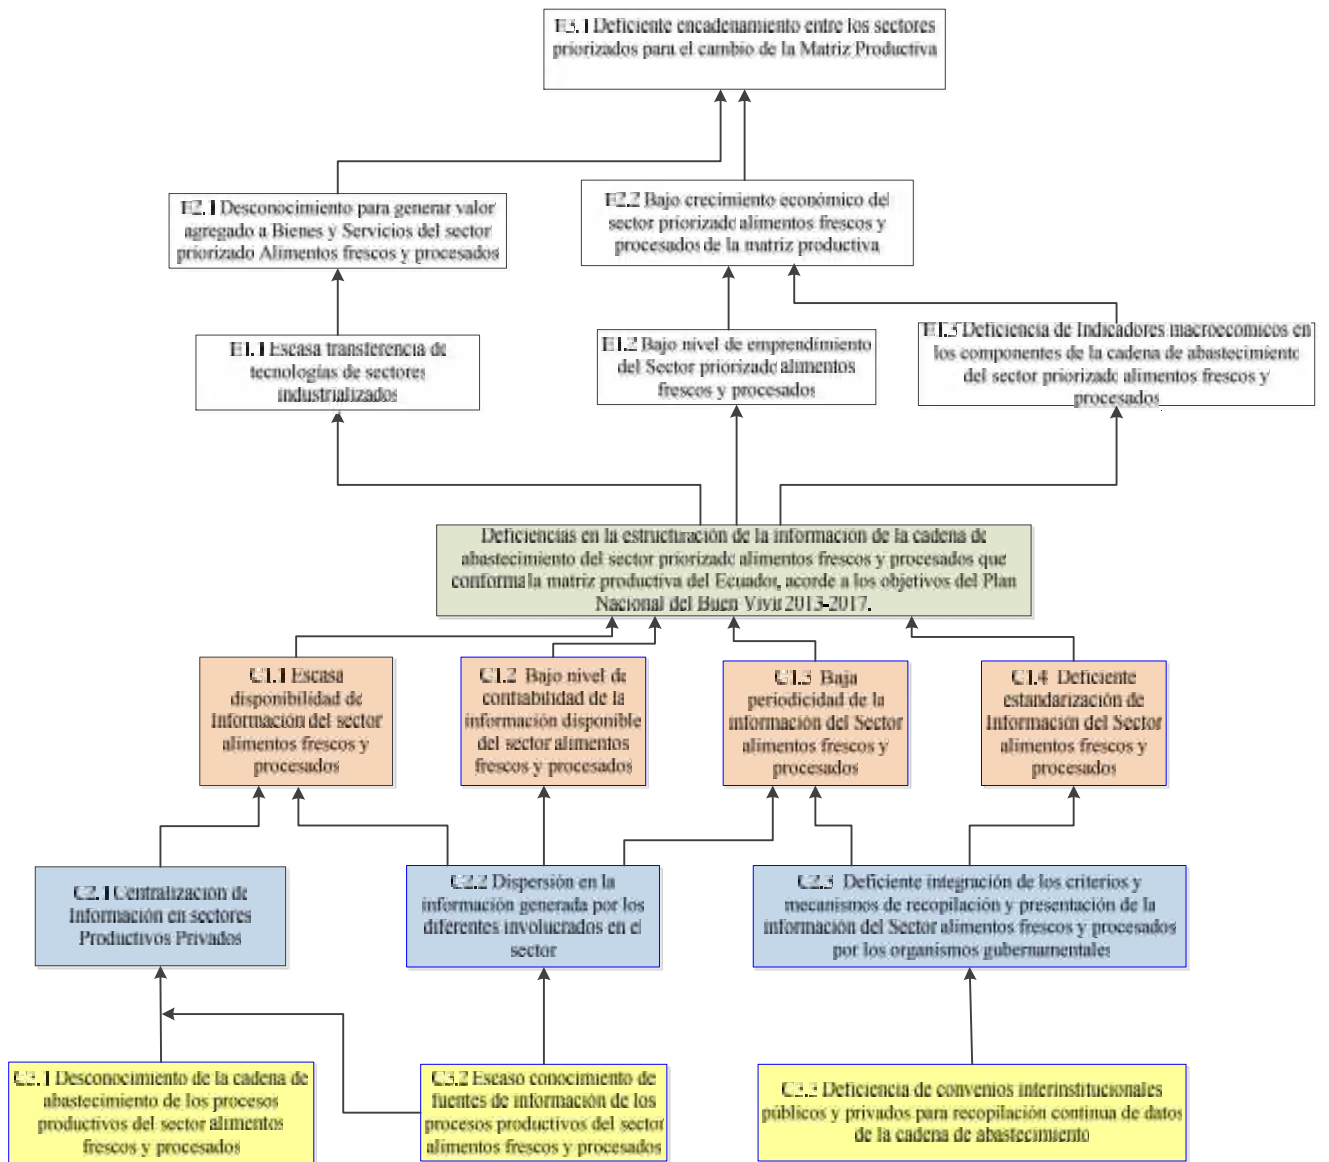 E3.1 Deficiente encadenamiento entre los sectores
priorizados para el cambio de la Matriz Productiva
E2.1 Desconocimiento para generar valor
agregado a Bienes y Servicios del sector
priorizado Alimentos frescos y procesados
E2.2 Bajo crecimiento económico del
sector priorizado alimentos frescos y
procesados de la matriz productiva
E1.1 Escasa transferencia de
tecnologías de sectores
industrializados
E1.2 Bajo nivel de emprendimiento
del Sector priorizado alimentos
frescos y procesados
E1.3 Deficiencia de Indicadores macroecomicos en
los componentes de la cadena de abastecimiento
del sector priorizado alimentos frescos y
procesados
Deficiencias en la estructuración de la información de la cadena de
abastecimiento del sector priorizado alimentos frescos y procesados que
conforma la matriz productiva del Ecuador, acorde a los objetivos del Plan
Nacional del Buen Vivir 2013-2017.
C1.1 Escasa
disponibilidad de
Información del sector
alimentos frescos y
procesados
C1.2 Bajo nivel de
confiabilidad de la
información disponible
del sector alimentos
frescos y procesados
C1.3 Baja
periodicidad de la
información del Sector
alimentos frescos y
procesados
C1.4 Deficiente
estandarización de
Información del Sector
alimentos frescos y
procesados
C2.1 Centralización de
Información en sectores
Productivos Privados
C2.2 Dispersión en la
información generada por los
diferentes involucrados en el
sector
C2.3 Deficiente integración de los criterios y
mecanismos de recopilación y presentación de la
información del Sector alimentos frescos y procesados
por los organismos gubernamentales
C3.1 Desconocimiento de la cadena de
abastecimiento de los procesos
productivos del sector alimentos
frescos y procesados
C3.2 Escaso conocimiento de
fuentes de información de los
procesos productivos del sector
alimentos frescos y procesados
C3.3 Deficiencia de convenios interinstitucionales
públicos y privados para recopilación continua de datos
de la cadena de abastecimiento